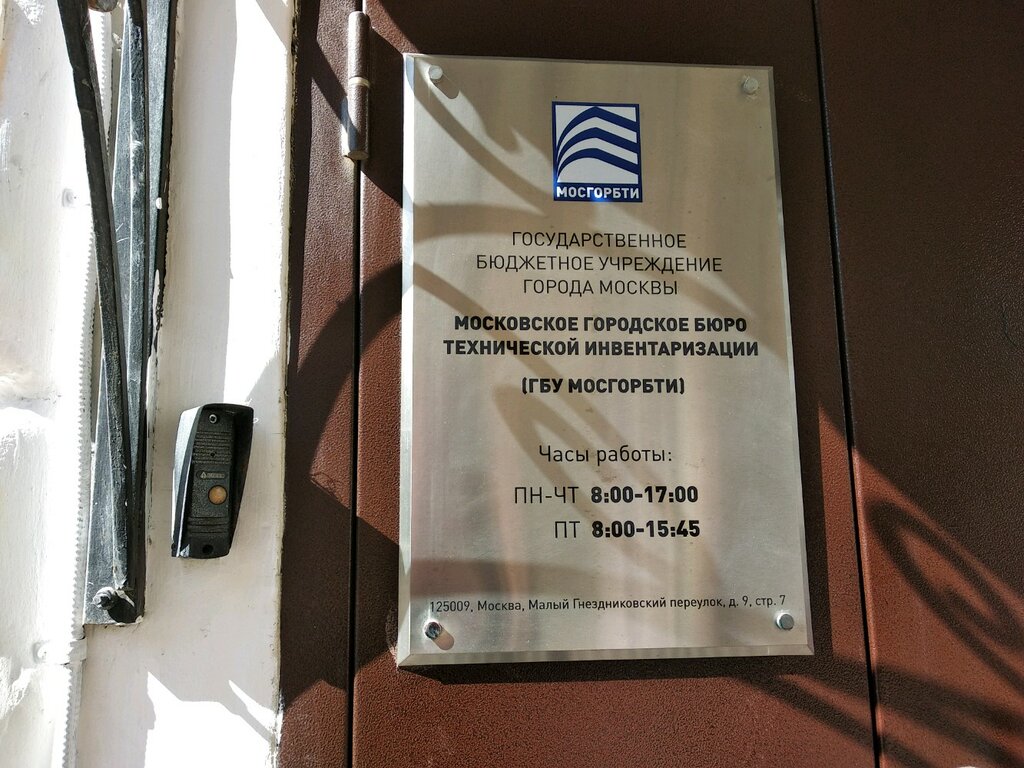 МОСГОРБТИ
ГОСУДАРСТВЕННОЕ
БЮДЖЕТНОЕ УЧРЕЖДЕНИЕ
ГОРОДА МОСКВЫ
МОСКОВСКОЕ ГОРОДСКОЕ БЮРО
ТЕХНИЧЕСКОЙ ИНВЕНТАРИЗАЦИИ
(ГБУ МОСГОРБТИ)
Часы работы:
ПН-ЧТ 8:00-17:00
ПТ 8:00-15:45
125009, Москва, Малый Гнездниковский переулок, д. 9, стр. 7